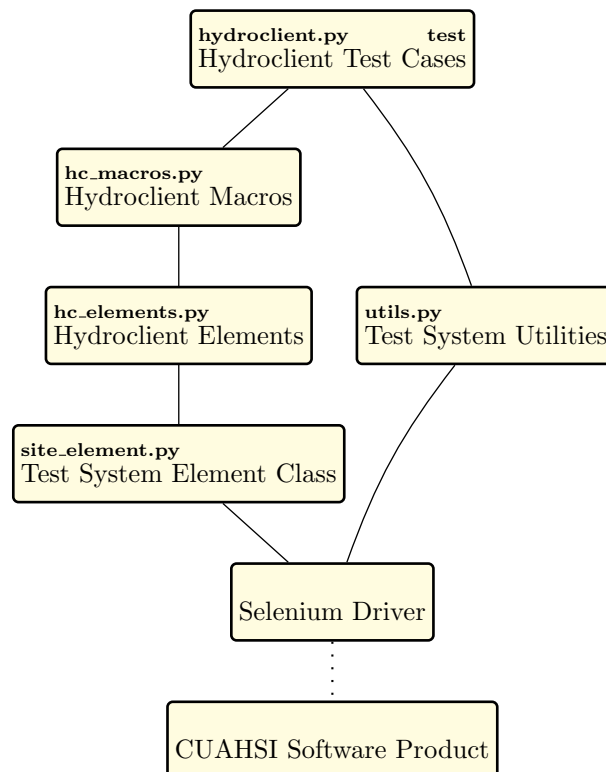 hydroclient.py test
Hydroclient Test Cases
hc_macros.py
Hydroclient Macros
hc_elements.py
Hydroclient Elements
utils.py
Test System Utilities
site_element.py
Test System Element Class
Selenium Driver
CUAHSI Software Product